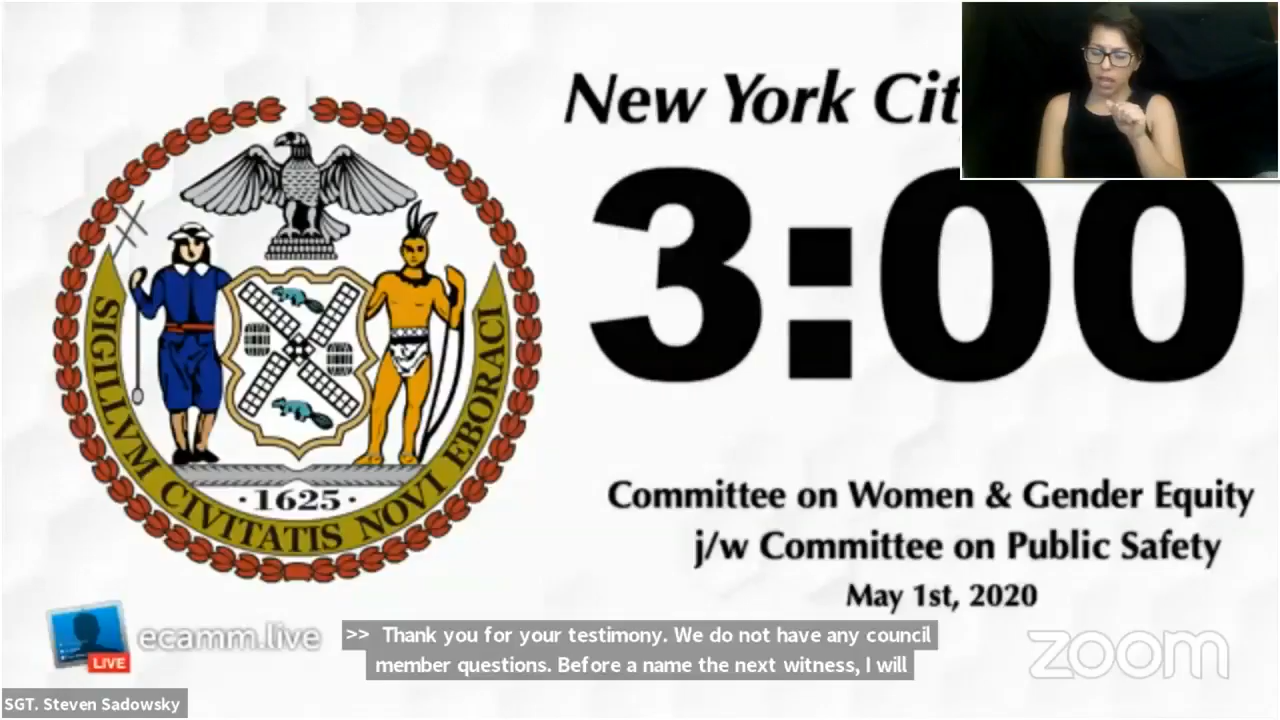 New York Cit
3:00
SIGILLVM CIVITATIS NOVI EBORACI
·1625·
Committee on Women & Gender Equity
j/w Committee on Public Safety
May 1st, 2020
ecamm.live
LIVE
>> Thank you for your testimony. We do not have any council
member questions. Before a name the next witness, I will
zoom
SGT. Steven Sadowsky